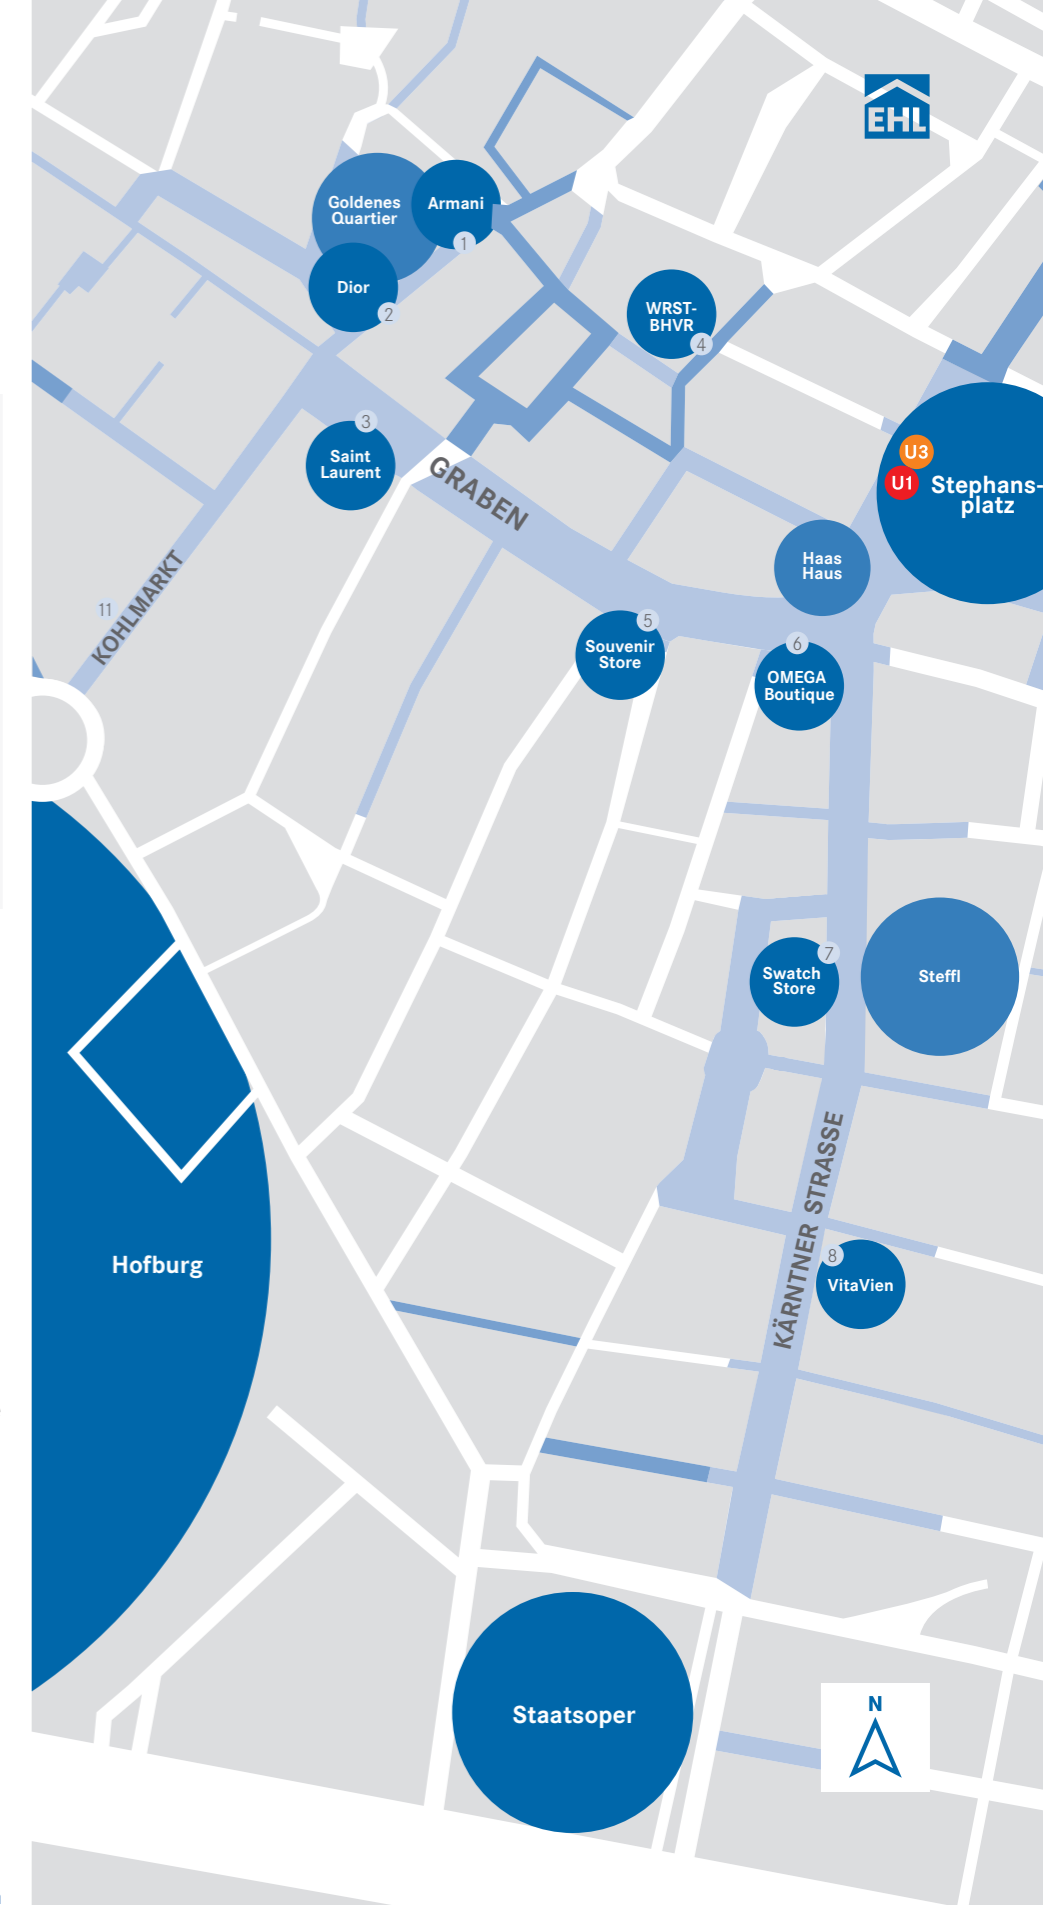 EHL
Goldenes
Quartier
Armani
1
Dior
2
WRST-
BHVR
4
3
Saint
Laurent
GRABEN
U3
U1
Stephans-
platz
Haas
Haus
KOHLMARKT
11
5
Souvenir
Store
6
OMEGA
Boutique
7
Swatch
Store
Steffl
KÄRNTNER STRASSE
Hofburg
8
VitaVien
Staatsoper
N